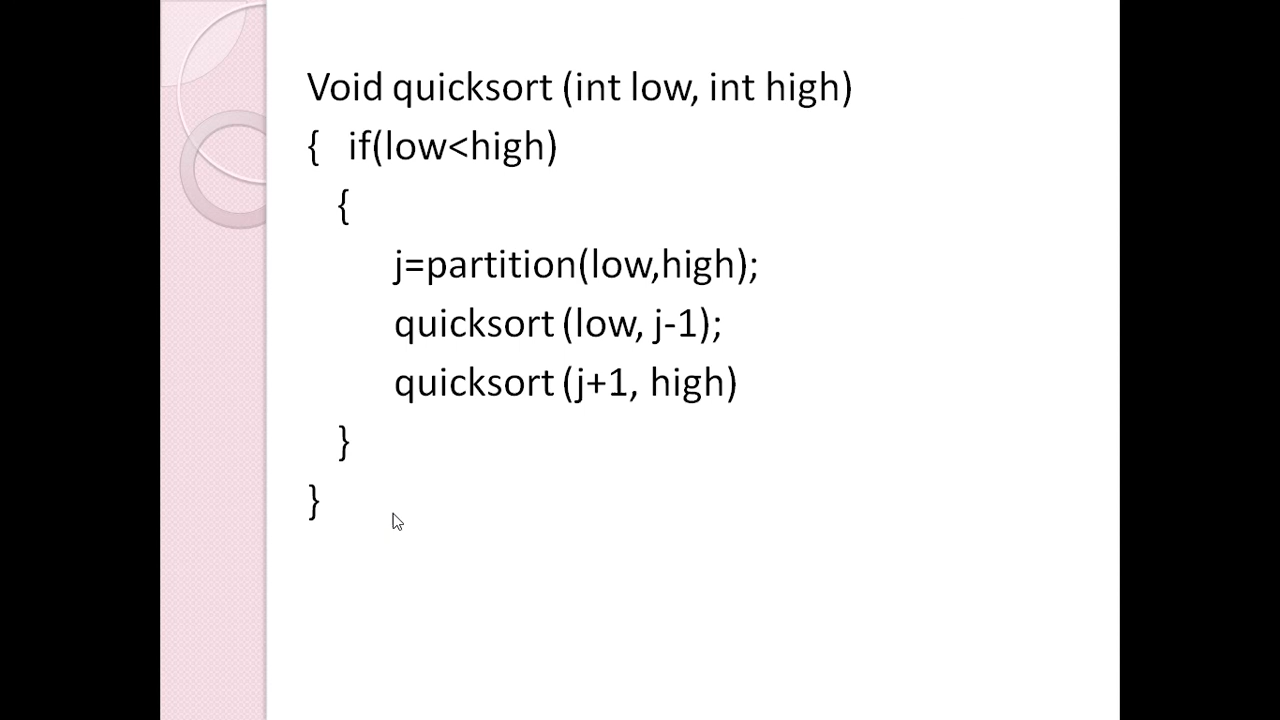 Void quicksort (int low, int high)
{ if(low<high)
{
j=partition(low,high);
quicksort (low, j-1);
quicksort (j+1, high)
}
}